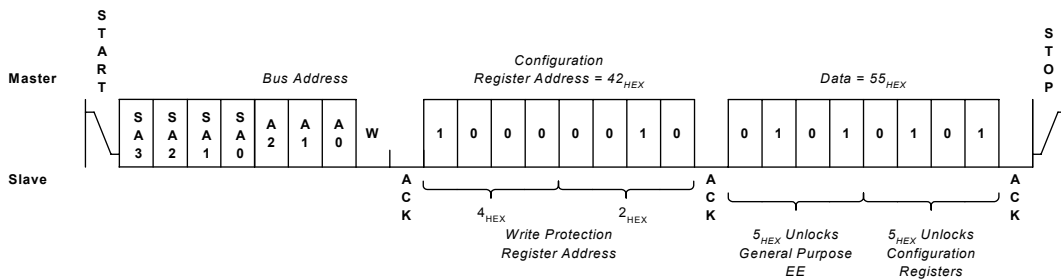 START
STOP
Master
Bus Address
Configuration
Register Address = 42HEX
Data = 55HEX
SA3 SA2 SA1 SA0 A2 A1 A0 W
1 0 0 0 0 0 1 0
0 1 0 1 0 1 0 1
Slave
ACK
ACK
ACK
4HEX
2HEX
Write Protection
Register Address
5HEX Unlocks
General Purpose
EE
5HEX Unlocks
Configuration
Registers